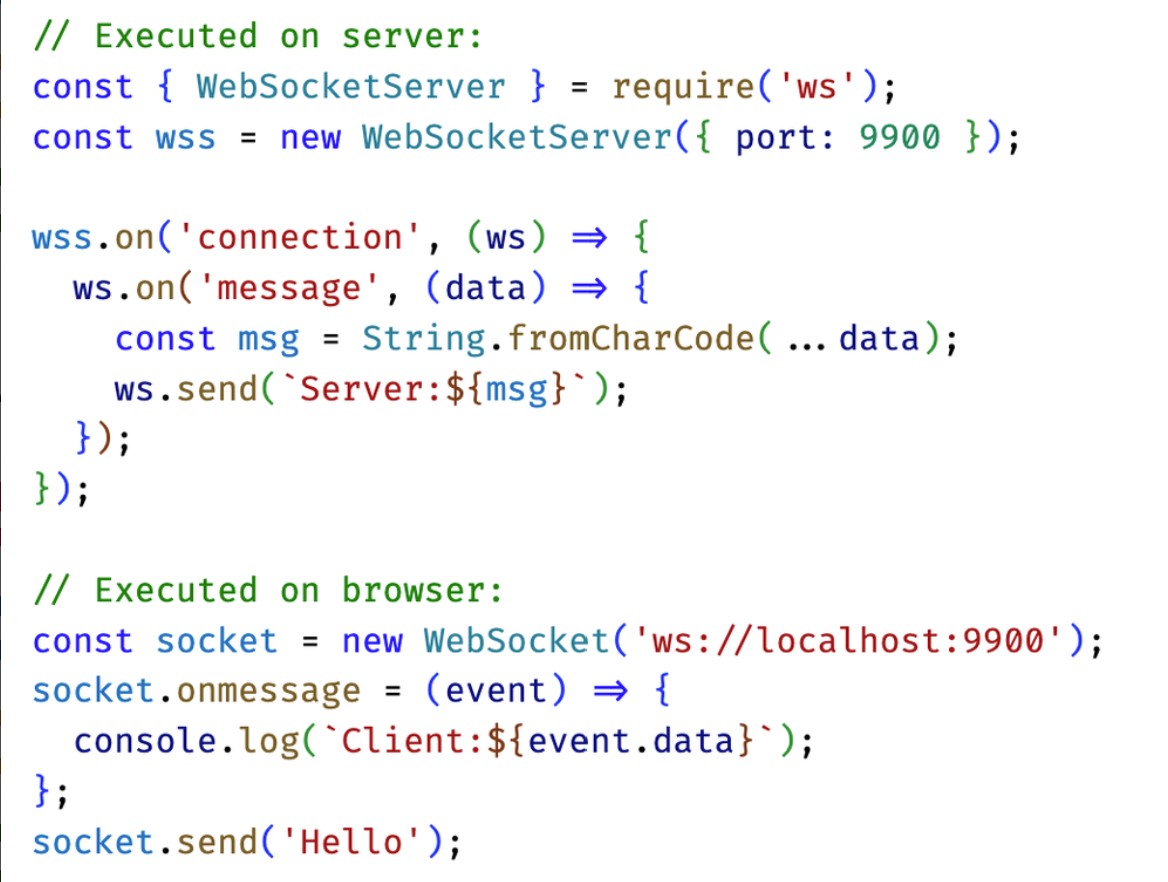 // Executed on server:
const { WebSocketServer } = require('ws');
const wss = new WebSocketServer({ port: 9900 });

wss.on('connection', (ws) => {
  ws.on('message', (data) => {
    const msg = String.fromCharCode(...data);
    ws.send(`Server:${msg}`);
  });
});

// Executed on browser:
const socket = new WebSocket('ws://localhost:9900');
socket.onmessage = (event) => {
  console.log(`Client:${event.data}`);
};
socket.send('Hello');